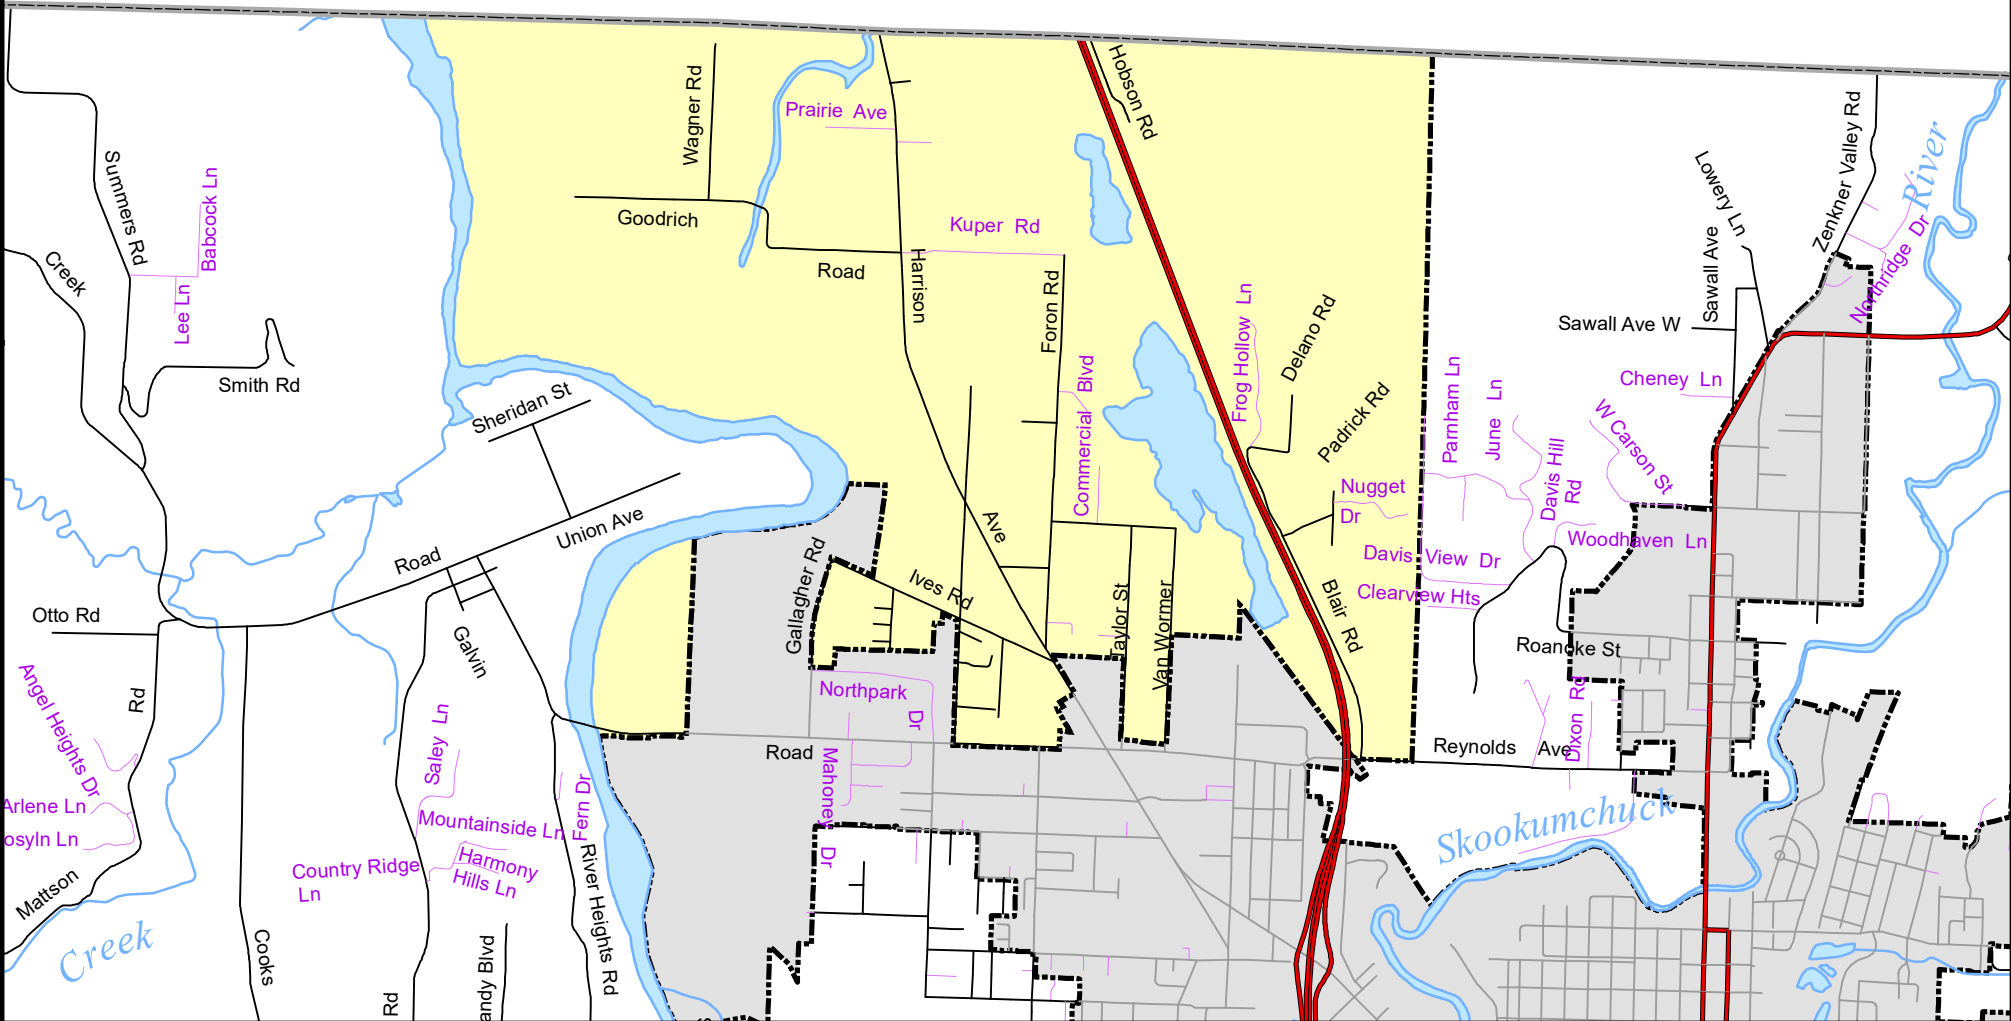 Hobson Rd
Wagner Rd
Prairie Ave
Zenkner Valley Rd
River
Summers Rd
Babcock Ln
Lowery Ln
Goodrich
Kuper Rd
Northridge Dr
Creek
Road
Harrison
Foron Rd
Sawall Ave
Lee Ln
Frog Hollow Ln
Delano Rd
Sawall Ave W
Smith Rd
Commercial Blvd
Padrick Rd
Parnham Ln
June Ln
Cheney Ln
Sheridan St
W Carson St
Davis Hill
Rd
Nugget
Dr
Union Ave
Ave
Road
Gallagher Rd
Ives Rd
Davis View Dr
Woodhaven Ln
Clearview Hts
Otto Rd
Taylor St
Van Wormer
Blair Rd
Galvin
Roanoke St
Angel Heights Dr
Rd
Northpark
Dr
Saley Ln
Road
Mahoney
Dr
Reynolds Ave
Dixon Rd
Arlene Ln
osyln Ln
Mountainside Ln
Fern Dr
Skookumchuck
Country Ridge
Ln
Harmony
Hills Ln
River Heights Rd
Mattson
Creek
Cooks
Rd
andy Blvd